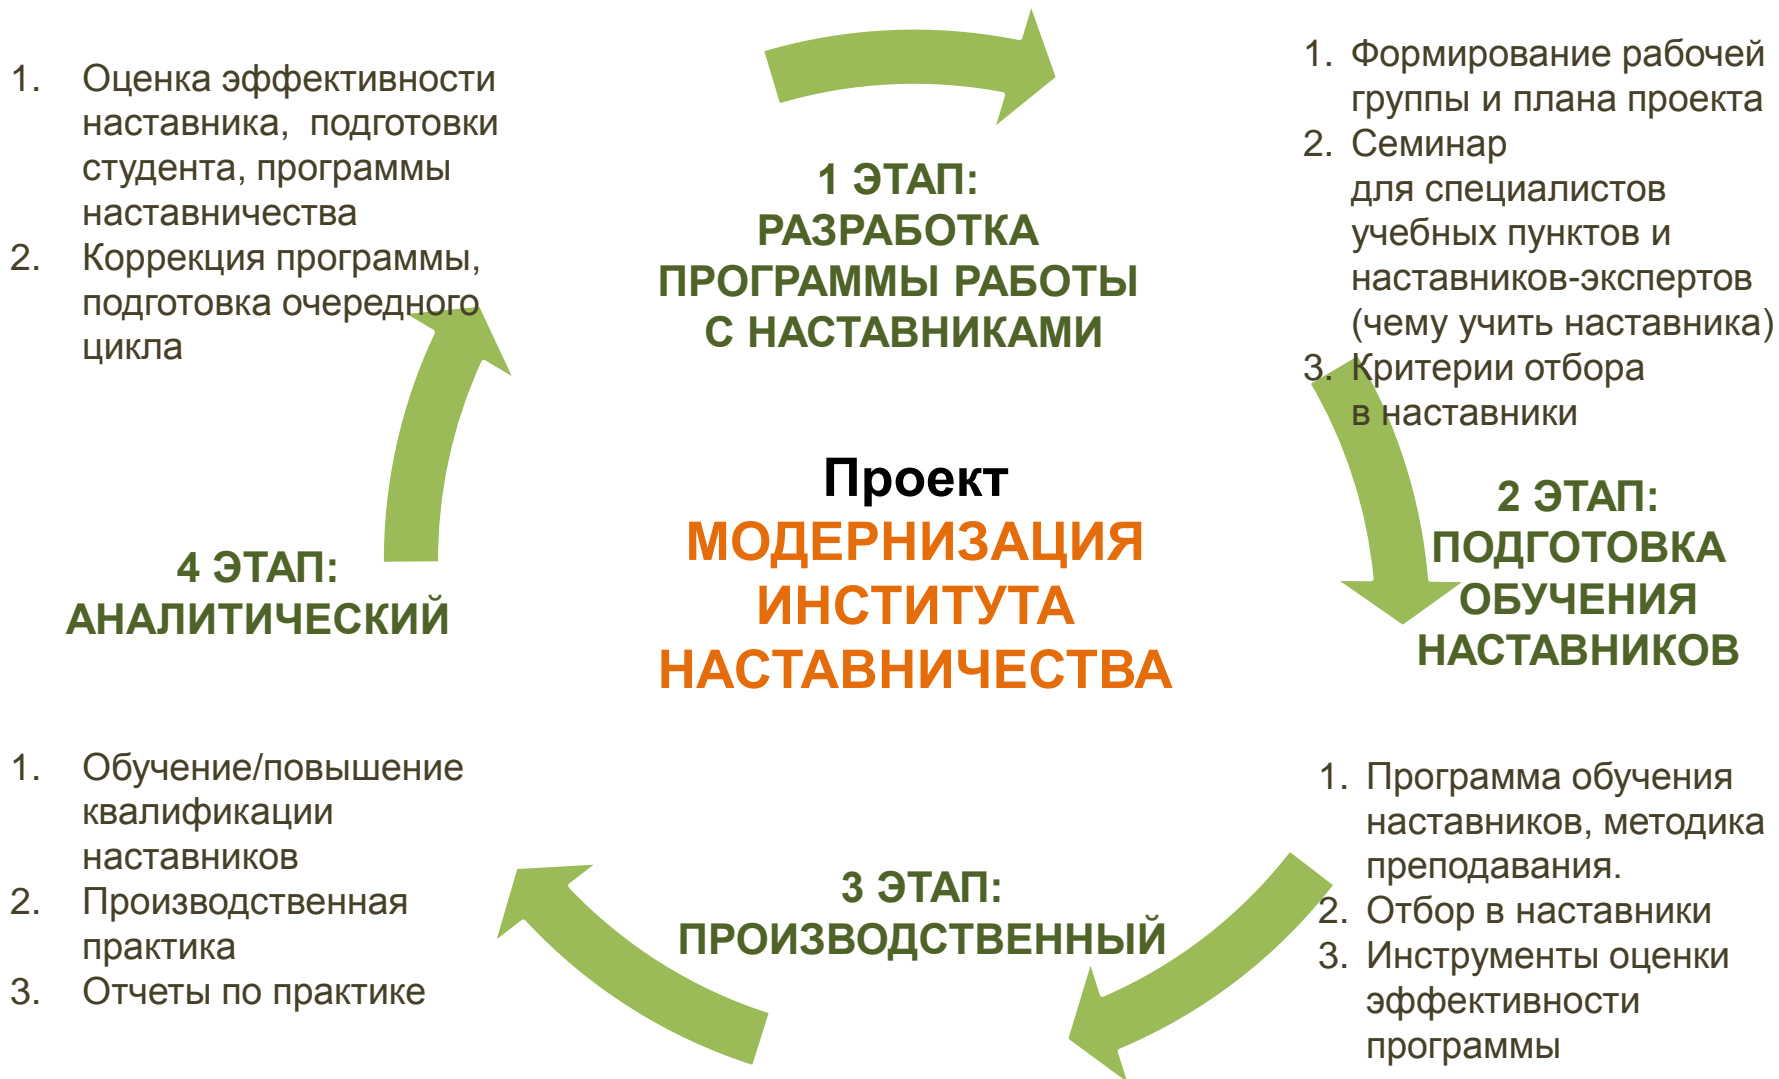 1 ЭТАП:
РАЗРАБОТКА
ПРОГРАММЫ РАБОТЫ
С НАСТАВНИКАМИ
1. Формирование рабочей
группы и плана проекта
2. Семинар
для специалистов
учебных пунктов и
наставников-экспертов
(чему учить наставника)
3. Критерии отбора
в наставники
2 ЭТАП:
ПОДГОТОВКА
ОБУЧЕНИЯ
НАСТАВНИКОВ
1. Программа обучения
наставников, методика
преподавания.
2. Отбор в наставники
3. Инструменты оценки
эффективности
программы
3 ЭТАП:
ПРОИЗВОДСТВЕННЫЙ
1. Обучение/повышение
квалификации
наставников
2. Производственная
практика
3. Отчеты по практике
4 ЭТАП:
АНАЛИТИЧЕСКИЙ
1. Оценка эффективности
наставника, подготовки
студента, программы
наставничества
2. Коррекция программы,
подготовка очередного
цикла
Проект
МОДЕРНИЗАЦИЯ
ИНСТИТУТА
НАСТАВНИЧЕСТВА